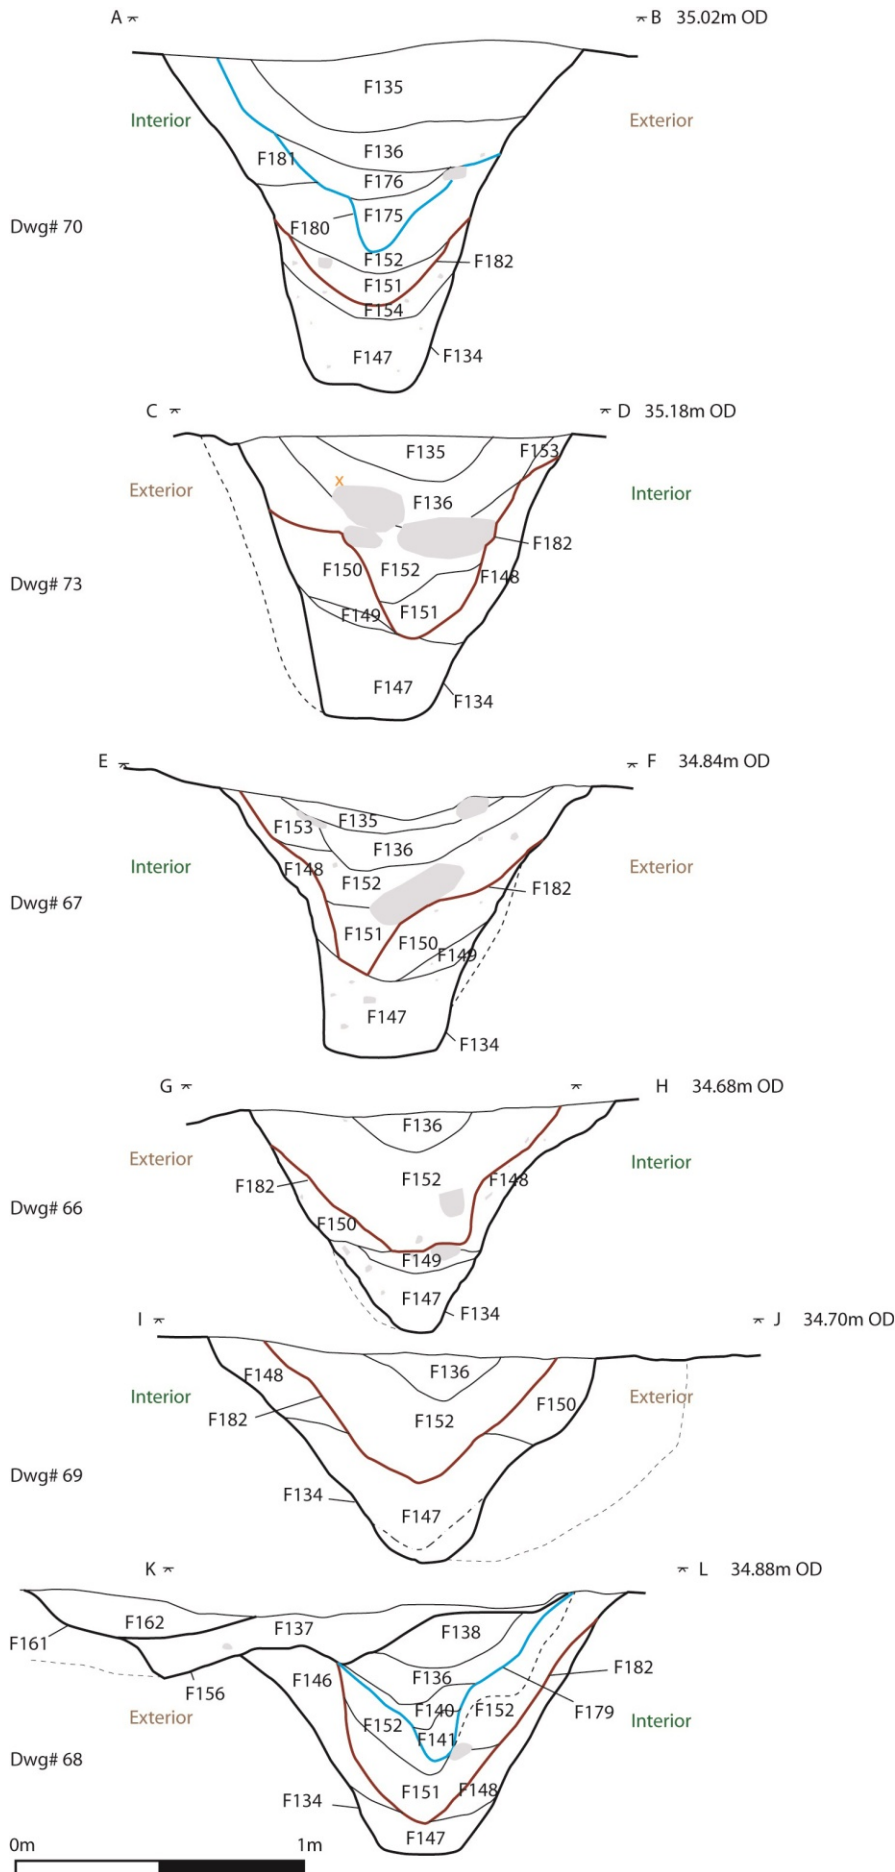 A B 35.02m OD
F135
Interior Exterior
F136
F181
F176
F175
Dwg# 70 F180
F152 F182
F151
F154
F147 F134
C D 35.18m OD
F135 F153
x
Exterior F136 Interior
F182
F150 F152 F148
Dwg# 73
F149 F151
F147
F134
E F 34.84m OD
F153 F135
F136
Interior F148 Exterior
F152 F182
Dwg# 67
F151 F150
F149
F147
F134
G H 34.68m OD
F136
Exterior Interior
F182 F152 F148
Dwg# 66
F150
F149
F147 F134
I J 34.70m OD
F148 F136
Interior Exterior
F182 F152 F150
Dwg# 69
F134
F147
K L 34.88m OD
F162 F137 F138
F161
F146 F136 F182
F156
F140 F152 F179
Exterior F152 Interior
F141
Dwg# 68
F134 F151 F148
F147
0m 1m